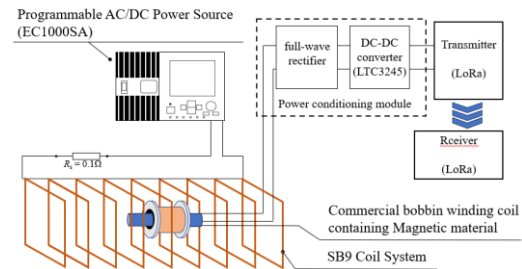 Programmable AC/DC Power Source
(EC1000SA)
full-wave
rectifier
DC-DC
converter
(LTC3245)
Power conditioning module
Transmitter
(LoRa)
Rceiver
(LoRa)
Rs = 0.1Ω
Commercial bobbin winding coil
containing Magnetic material
SB9 Coil System